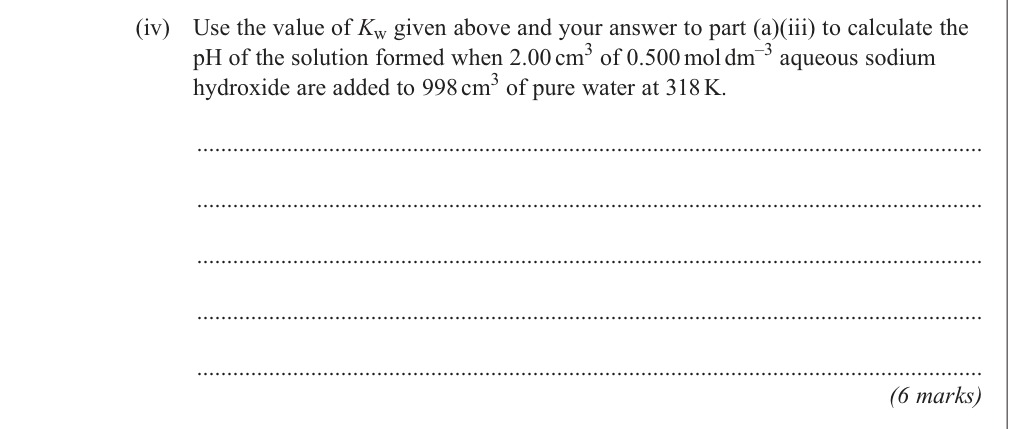 (iv) Use the value of Kw given above and your answer to part (a)(iii) to calculate the
pH of the solution formed when 2.00 cm³ of 0.500 mol dm⁻³ aqueous sodium
hydroxide are added to 998 cm³ of pure water at 318 K.
(6 marks)